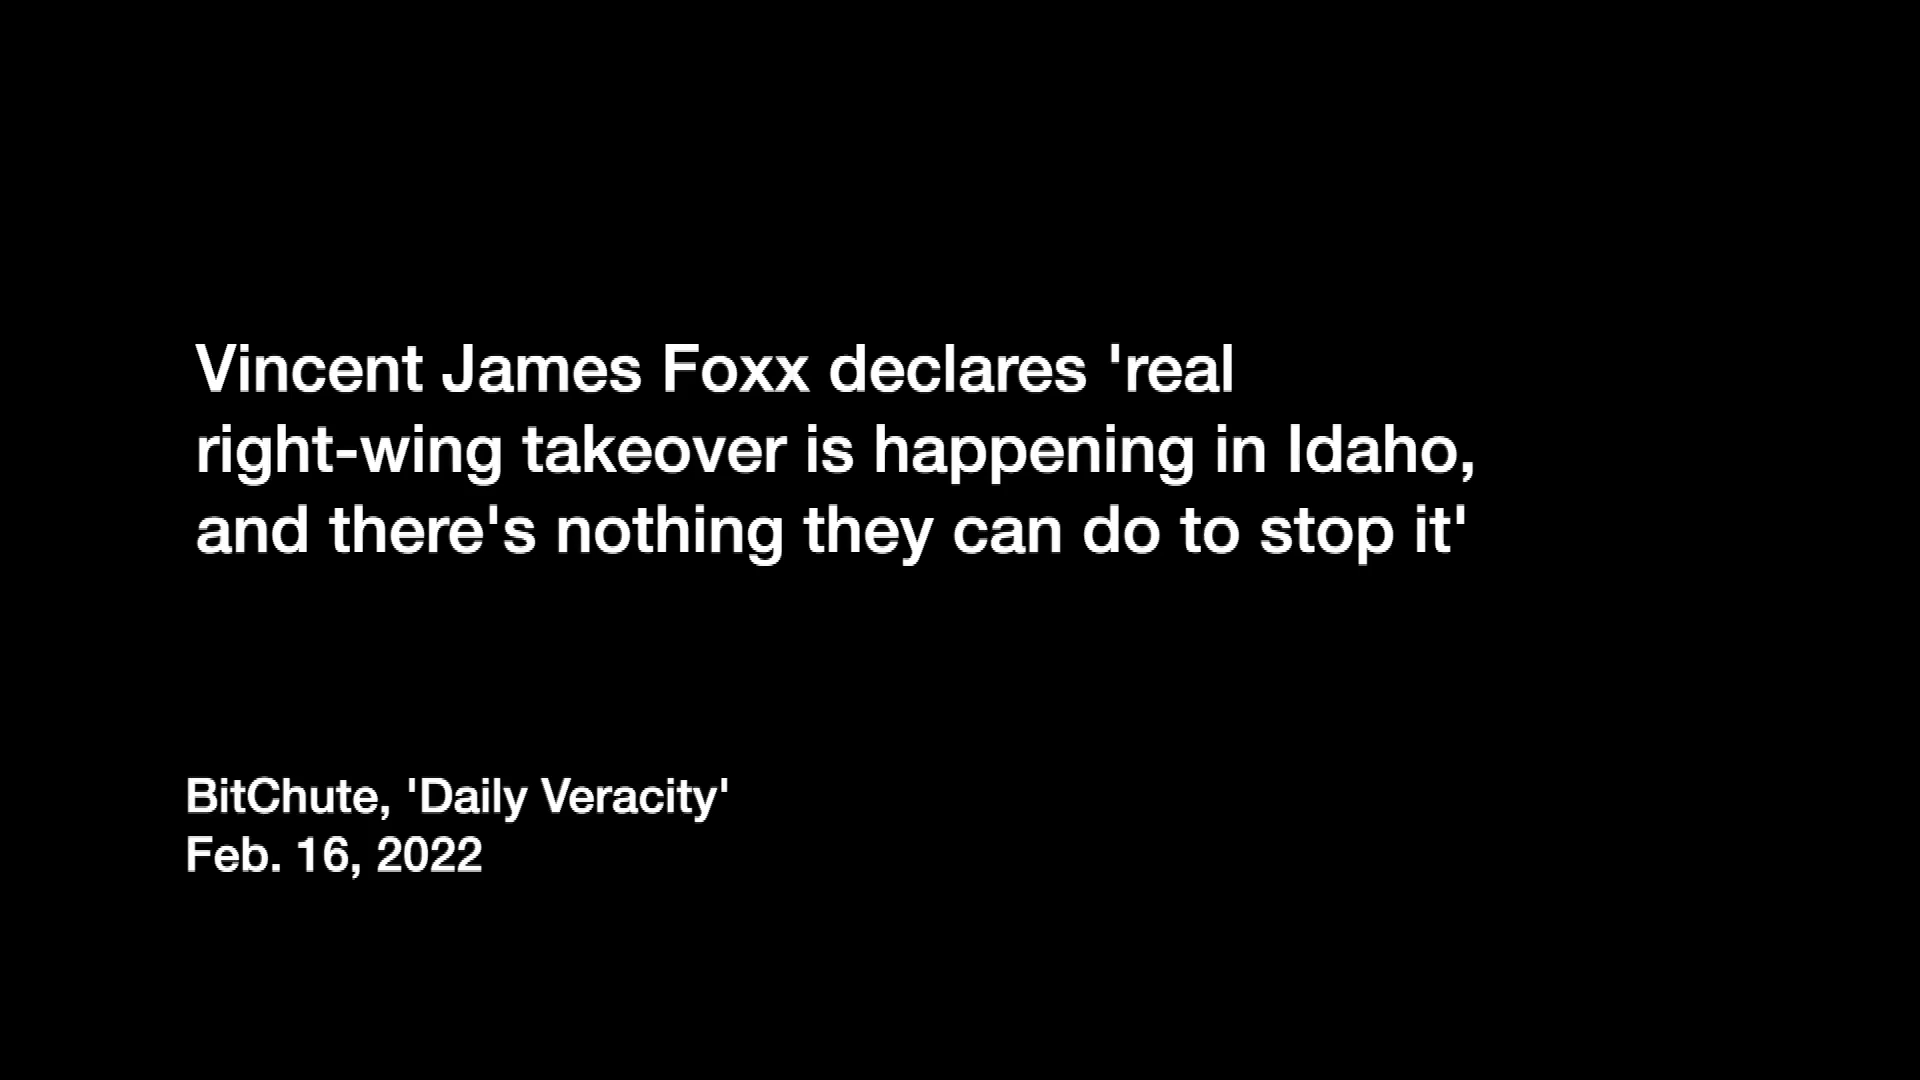 Vincent James Foxx declares 'real
right-wing takeover is happening in Idaho,
and there's nothing they can do to stop it'
BitChute, 'Daily Veracity'
Feb. 16, 2022